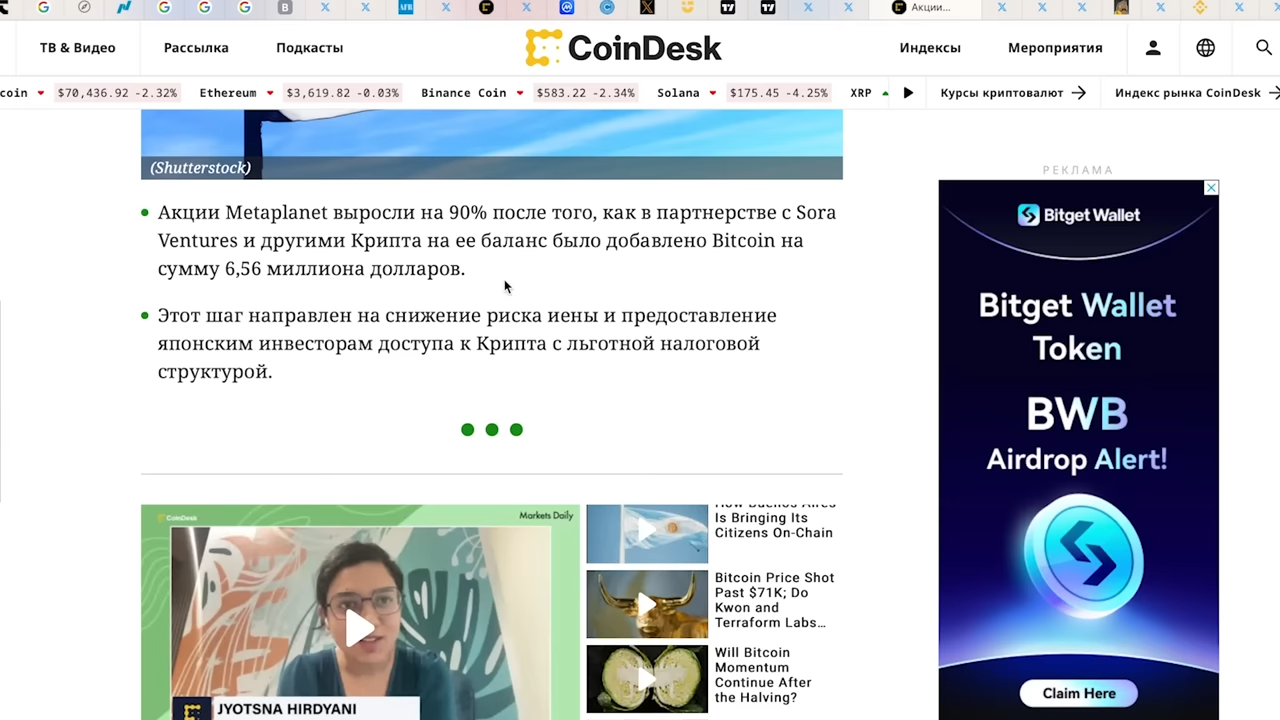 Акции...
ТВ & Видео
Рассылка
Подкасты
CoinDesk
Индексы
Мероприятия
coin
$70,436.92 -2.32%
Ethereum
$3,619.82 -0.03%
Binance Coin
$583.22 -2.34%
Solana
$175.45 -4.25%
XRP
Курсы криптовалют
Индекс рынка CoinDesk
(Shutterstock)
Акции Metaplanet выросли на 90% после того, как в партнерстве с Sora
Ventures и другими Крипта на ее баланс было добавлено Bitcoin на
сумму 6,56 миллиона долларов.
Этот шаг направлен на снижение риска иены и предоставление
японским инвесторам доступа к Крипта с льготной налоговой
структурой.
CoinDesk
Markets Daily
JYOTSNA HIRDYANI
How Buenos Aires
Is Bringing Its
Citizens On-Chain
Bitcoin Price Shot
Past $71K; Do
Kwon and
Terraform Labs...
Will Bitcoin
Momentum
Continue After
the Halving?
РЕКЛАМА
Bitget Wallet
Bitget Wallet
Token
BWB
Airdrop Alert!
Claim Here